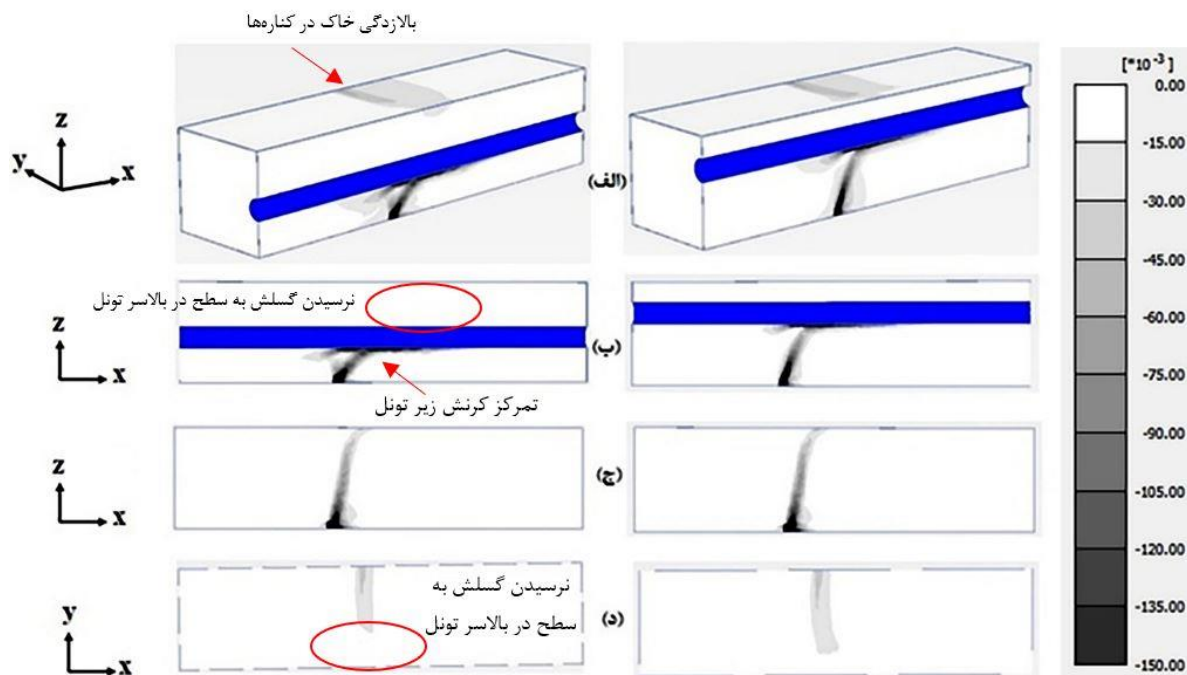 بالازدگی خاک در کناره‌ها
[*10⁻³]
0.00
-15.00
-30.00
-45.00
-60.00
-75.00
-90.00
-105.00
-120.00
-135.00
-150.00
z
y
x
(الف)
نرسیدن گسلش به سطح در بالاسر تونل
z
x
(ب)
تمرکز کرنش زیر تونل
z
x
(ج)
نرسیدن گسلش به
سطح در بالاسر تونل
y
x
(د)